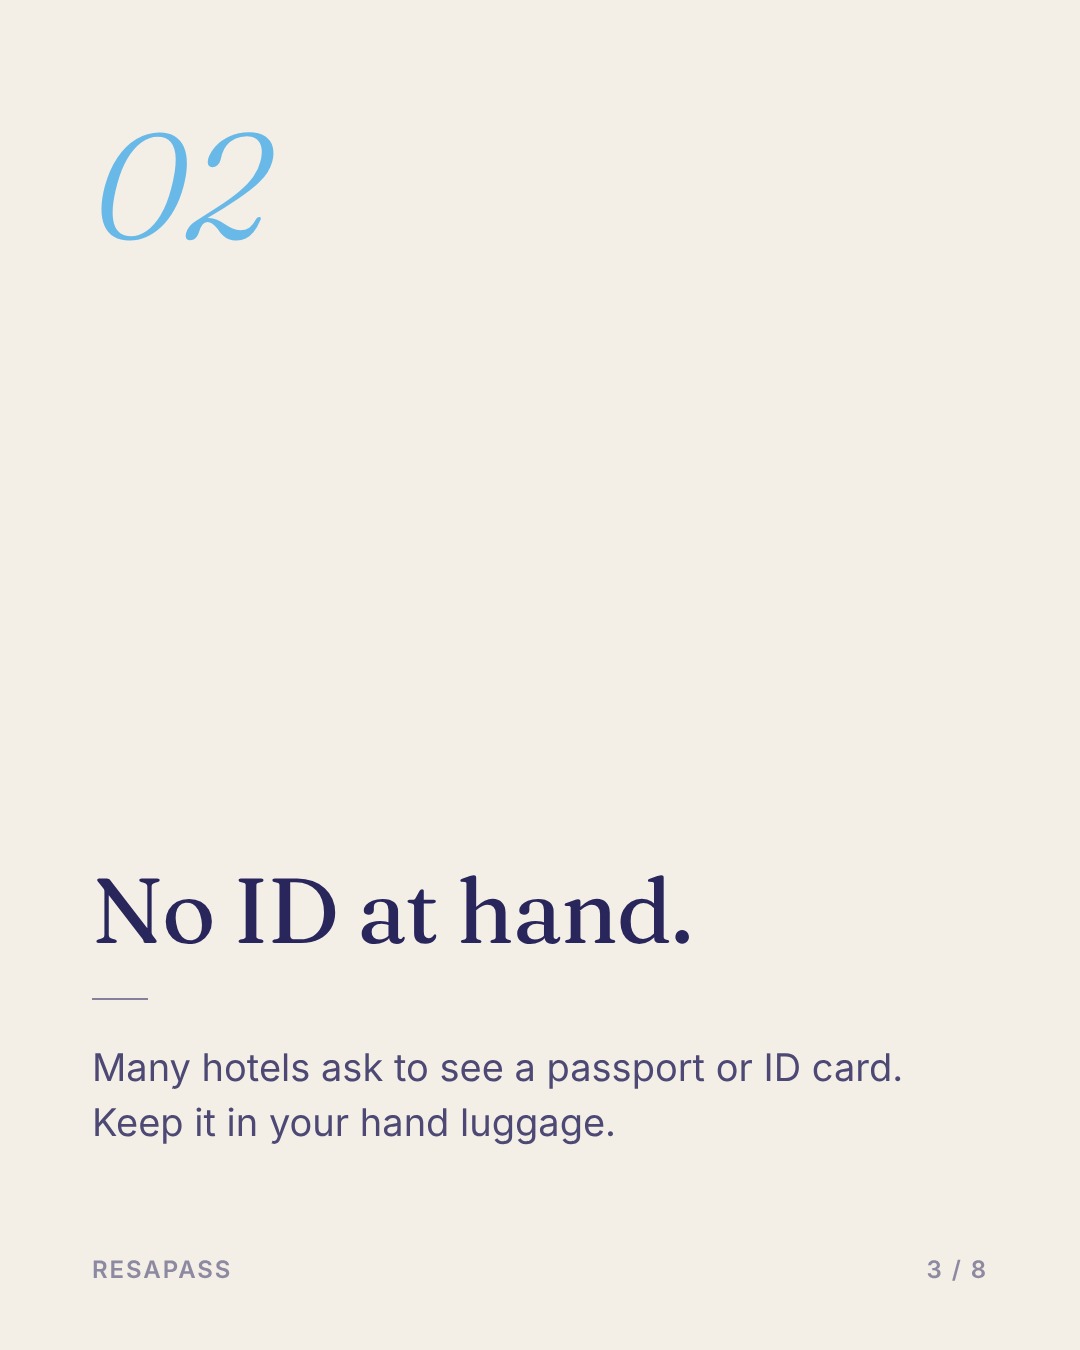 02
No ID at hand.
Many hotels ask to see a passport or ID card.
Keep it in your hand luggage.
RESAPASS
3 / 8